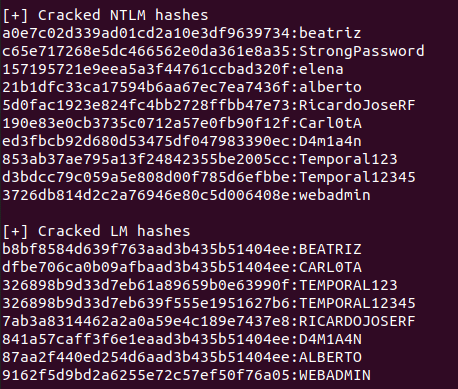 [+] Cracked NTLM hashes
a0e7c02d339ad01cd2a10e3df9639734:beatriz
c65e717268e5dc466562e0da361e8a35:StrongPassword
157195721e9eea5a3f44761ccbad320f:elena
21b1dfc33ca17594b6aa67ec7ea7436f:alberto
5d0fac1923e824fc4bb2728ffbb47e73:RicardoJoseRF
190e83e0cb3735c0712a57e0fb90f12f:Carl0tA
ed3fbcb92d680d53475df047983390ec:D4m1a4n
853ab37ae795a13f24842355be2005cc:Temporal123
d3bdcc79c059a5e808d00f785d6efbbe:Temporal12345
3726db814d2c2a76946e80c5d006408e:webadmin
[+] Cracked LM hashes
b8bf8584d639f763aad3b435b51404ee:BEATRIZ
dfbe706ca0b09afbaad3b435b51404ee:CARL0TA
326898b9d33d7eb61a89659b0e63990f:TEMPORAL123
326898b9d33d7eb639f555e1951627b6:TEMPORAL12345
7ab3a8314462a2a0a59e4c189e7437e8:RICARDOJOSERF
841a57caff3f6e1eaad3b435b51404ee:D4M1A4N
87aa2f440ed254d6aad3b435b51404ee:ALBERTO
9162f5d9bd2a6255e72c57ef50f76a05:WEBADMIN